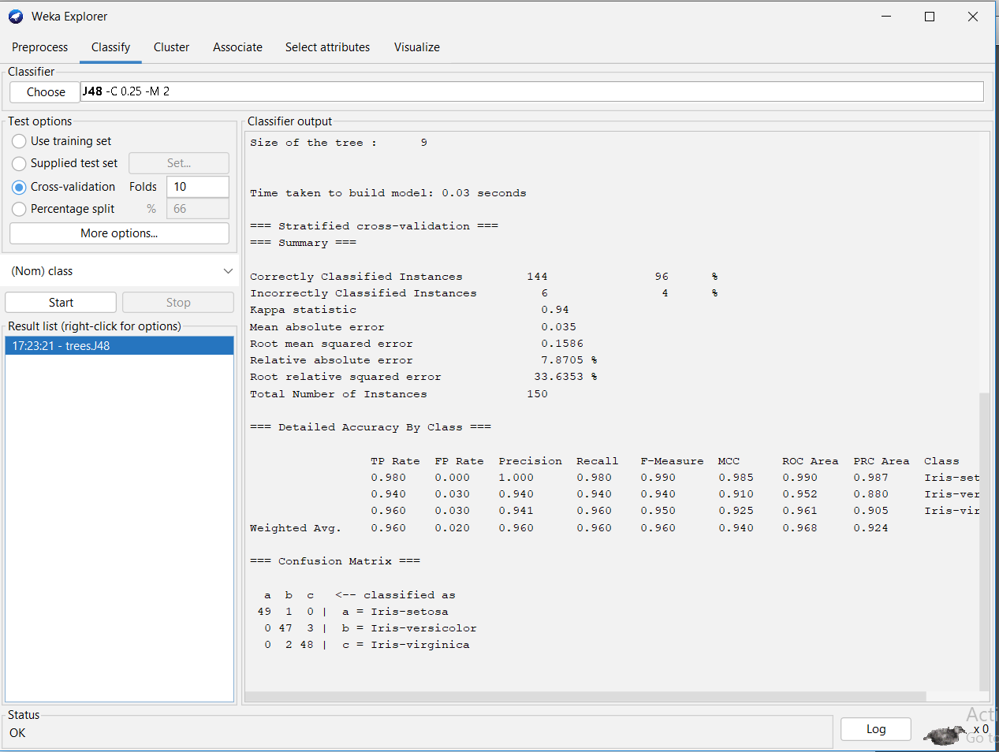 Weka Explorer
Preprocess Classify Cluster Associate Select attributes Visualize
Classifier
Choose J48 -C 0.25 -M 2
Test options
Use training set
Supplied test set Set...
Cross-validation Folds 10
Percentage split % 66
More options...
(Nom) class
Start Stop
Result list (right-click for options)
17:23:21 - trees.J48
Classifier output
Size of the tree : 9
Time taken to build model: 0.03 seconds
=== Stratified cross-validation ===
=== Summary ===
Correctly Classified Instances 144 96 %
Incorrectly Classified Instances 6 4 %
Kappa statistic 0.94
Mean absolute error 0.035
Root mean squared error 0.1586
Relative absolute error 7.8705 %
Root relative squared error 33.6353 %
Total Number of Instances 150
=== Detailed Accuracy By Class ===
TP Rate FP Rate Precision Recall F-Measure MCC ROC Area PRC Area Class
0.980 0.000 1.000 0.980 0.990 0.985 0.990 0.987 Iris-set
0.940 0.030 0.940 0.940 0.940 0.910 0.952 0.880 Iris-ver
0.960 0.030 0.941 0.960 0.950 0.925 0.961 0.905 Iris-vir
Weighted Avg. 0.960 0.020 0.960 0.960 0.960 0.940 0.968 0.924
=== Confusion Matrix ===
a b c <-- classified as
49 1 0 | a = Iris-setosa
0 47 3 | b = Iris-versicolor
0 2 48 | c = Iris-virginica
Status
OK
Log
x 0
Acti
Go to